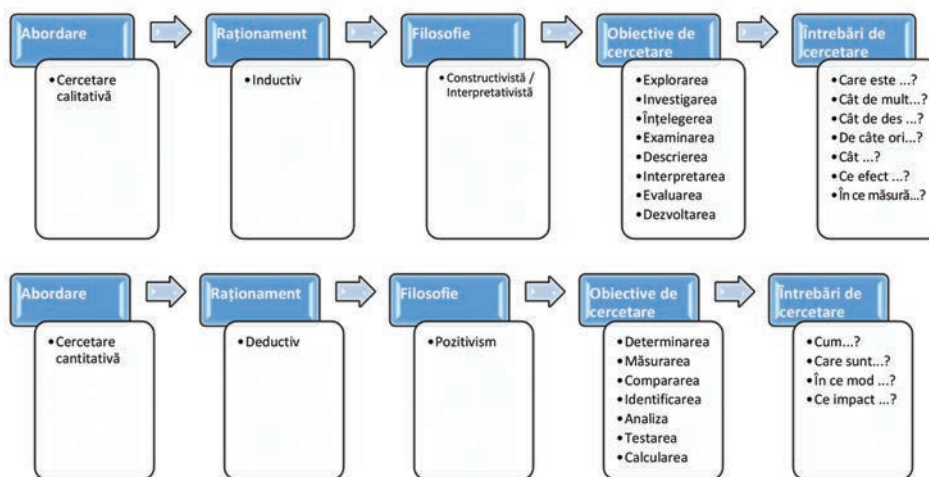 Abordare
Raționament
Filosofie
Obiective de
cercetare
Întrebări de
cercetare
• Cercetare
calitativă
• Inductiv
• Constructivistă /
Interpretativistă
• Explorarea
• Investigarea
• Înțelegerea
• Examinarea
• Descrierea
• Interpretarea
• Evaluarea
• Dezvoltarea
• Care este ...?
• Cât de mult...?
• Cât de des ...?
• De câte ori...?
• Cât ...?
• Ce efect ...?
• În ce măsură...?
Abordare
Raționament
Filosofie
Obiective de
cercetare
Întrebări de
cercetare
• Cercetare
cantitativă
• Deductiv
• Pozitivism
• Determinarea
• Măsurarea
• Compararea
• Identificarea
• Analiza
• Testarea
• Calcularea
• Cum...?
• Care sunt...?
• În ce mod ...?
• Ce impact ...?